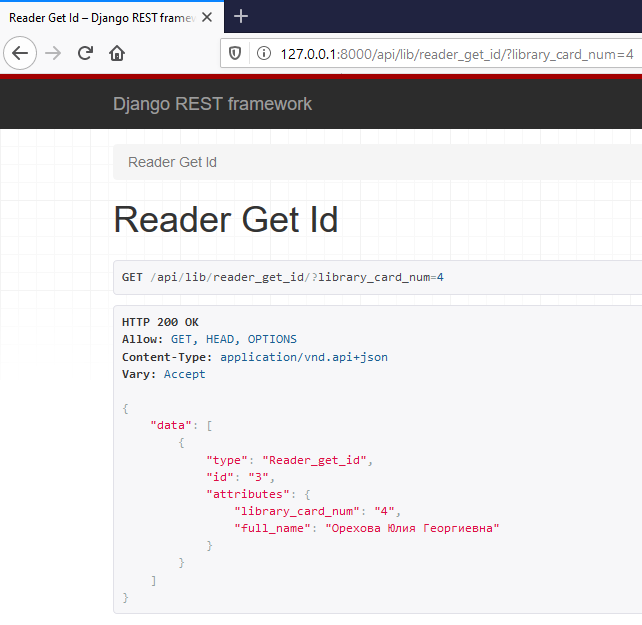 Reader Get Id – Django REST framew
127.0.0.1:8000/api/lib/reader_get_id/?library_card_num=4
Django REST framework
Reader Get Id
Reader Get Id
GET /api/lib/reader_get_id/?library_card_num=4
HTTP 200 OK
Allow: GET, HEAD, OPTIONS
Content-Type: application/vnd.api+json
Vary: Accept
{
"data": [
{
"type": "Reader_get_id",
"id": "3",
"attributes": {
"library_card_num": "4",
"full_name": "Орехова Юлия Георгиевна"
}
}
]
}